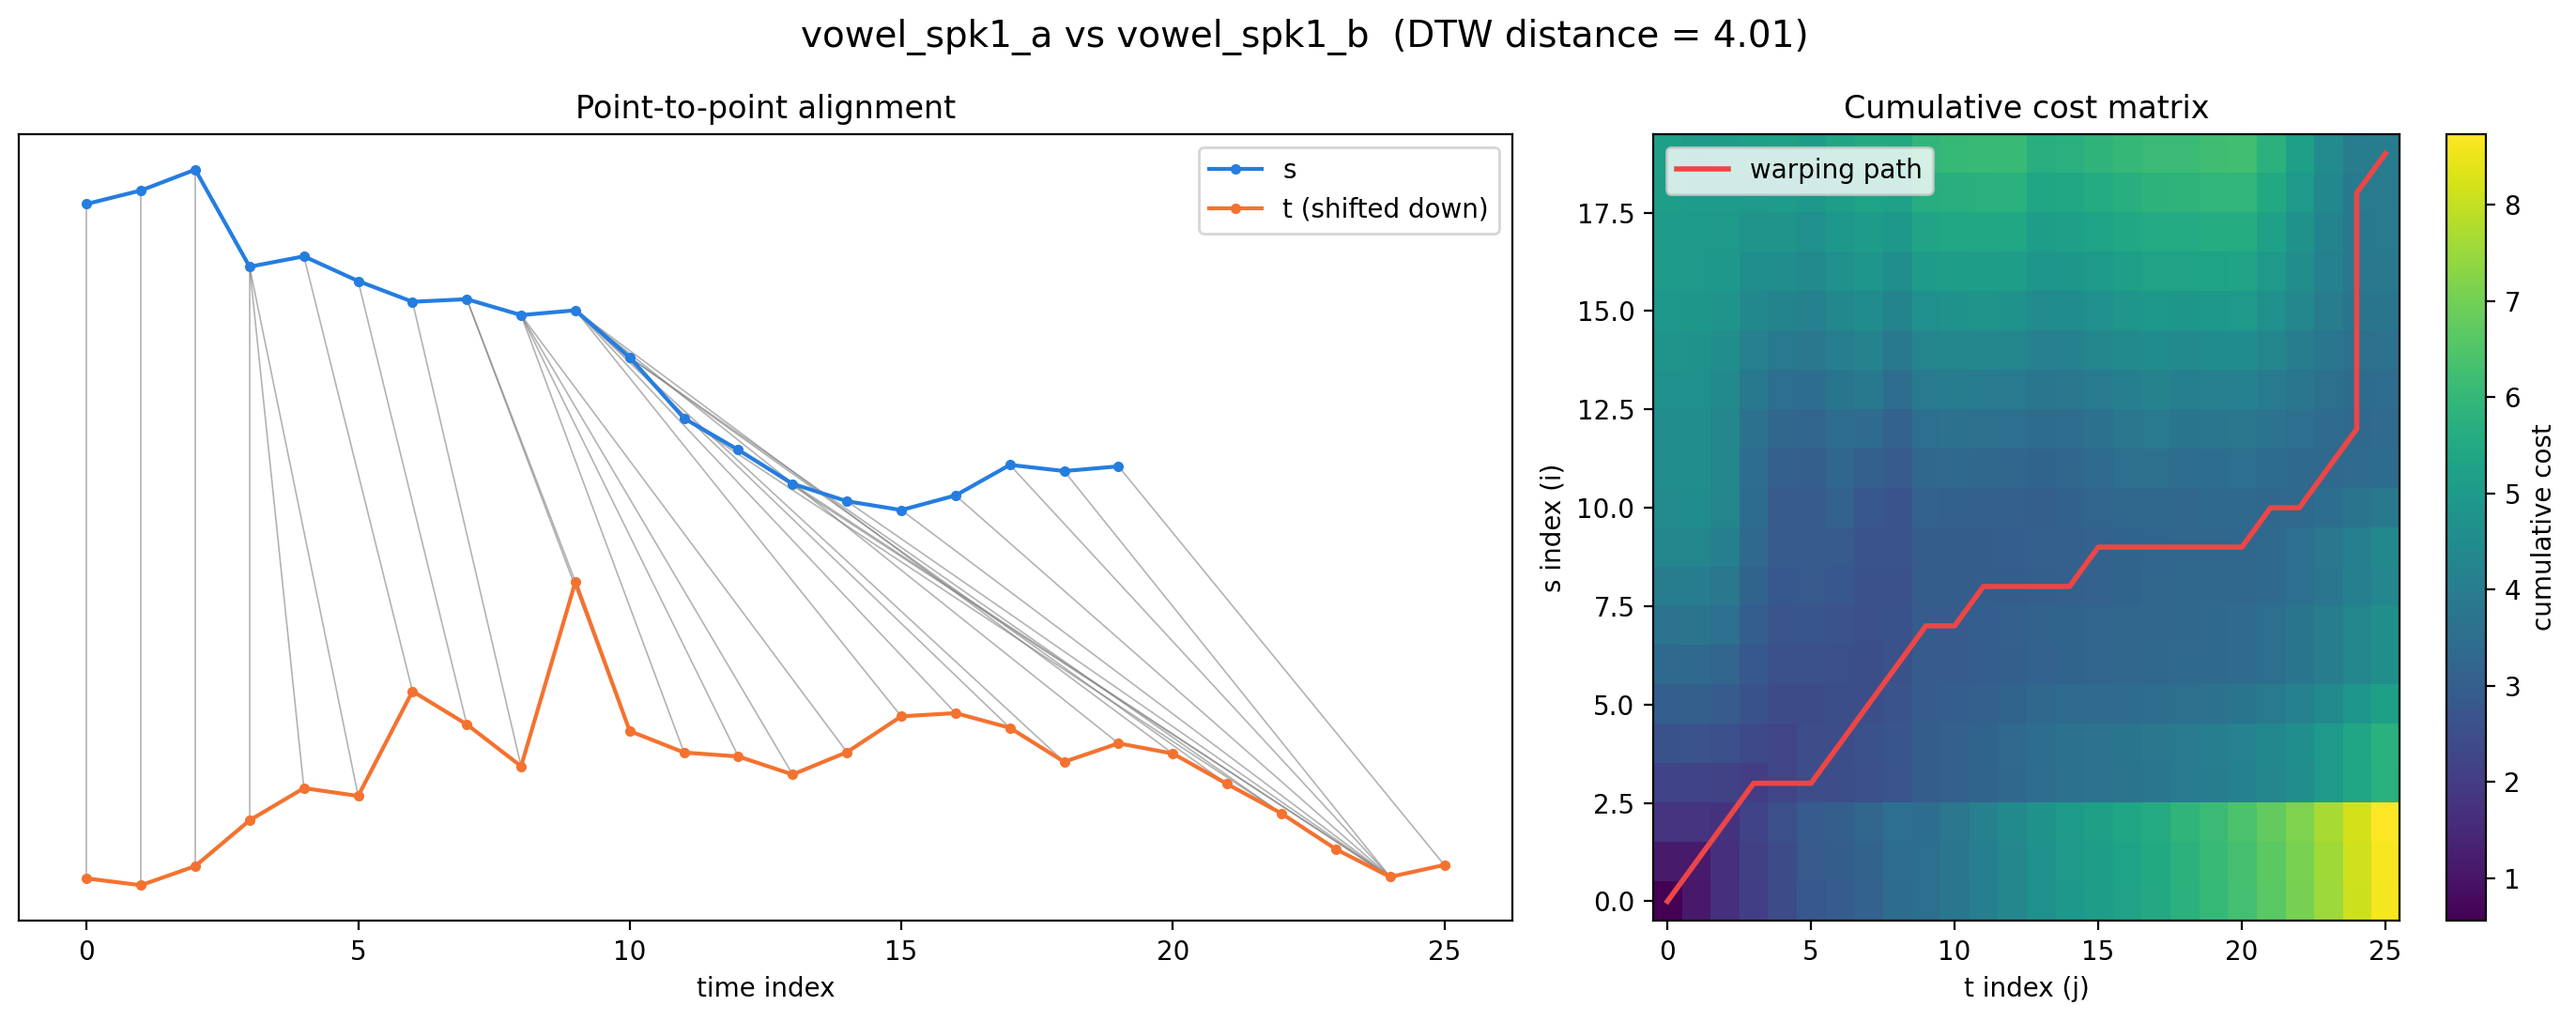 vowel_spk1_a vs vowel_spk1_b  (DTW distance = 4.01)
Point-to-point alignment
s
t (shifted down)
0
5
10
15
20
25
time index
Cumulative cost matrix
warping path
17.5
15.0
12.5
10.0
7.5
5.0
2.5
0.0
s index (i)
0
5
10
15
20
25
t index (j)
8
7
6
5
4
3
2
1
cumulative cost